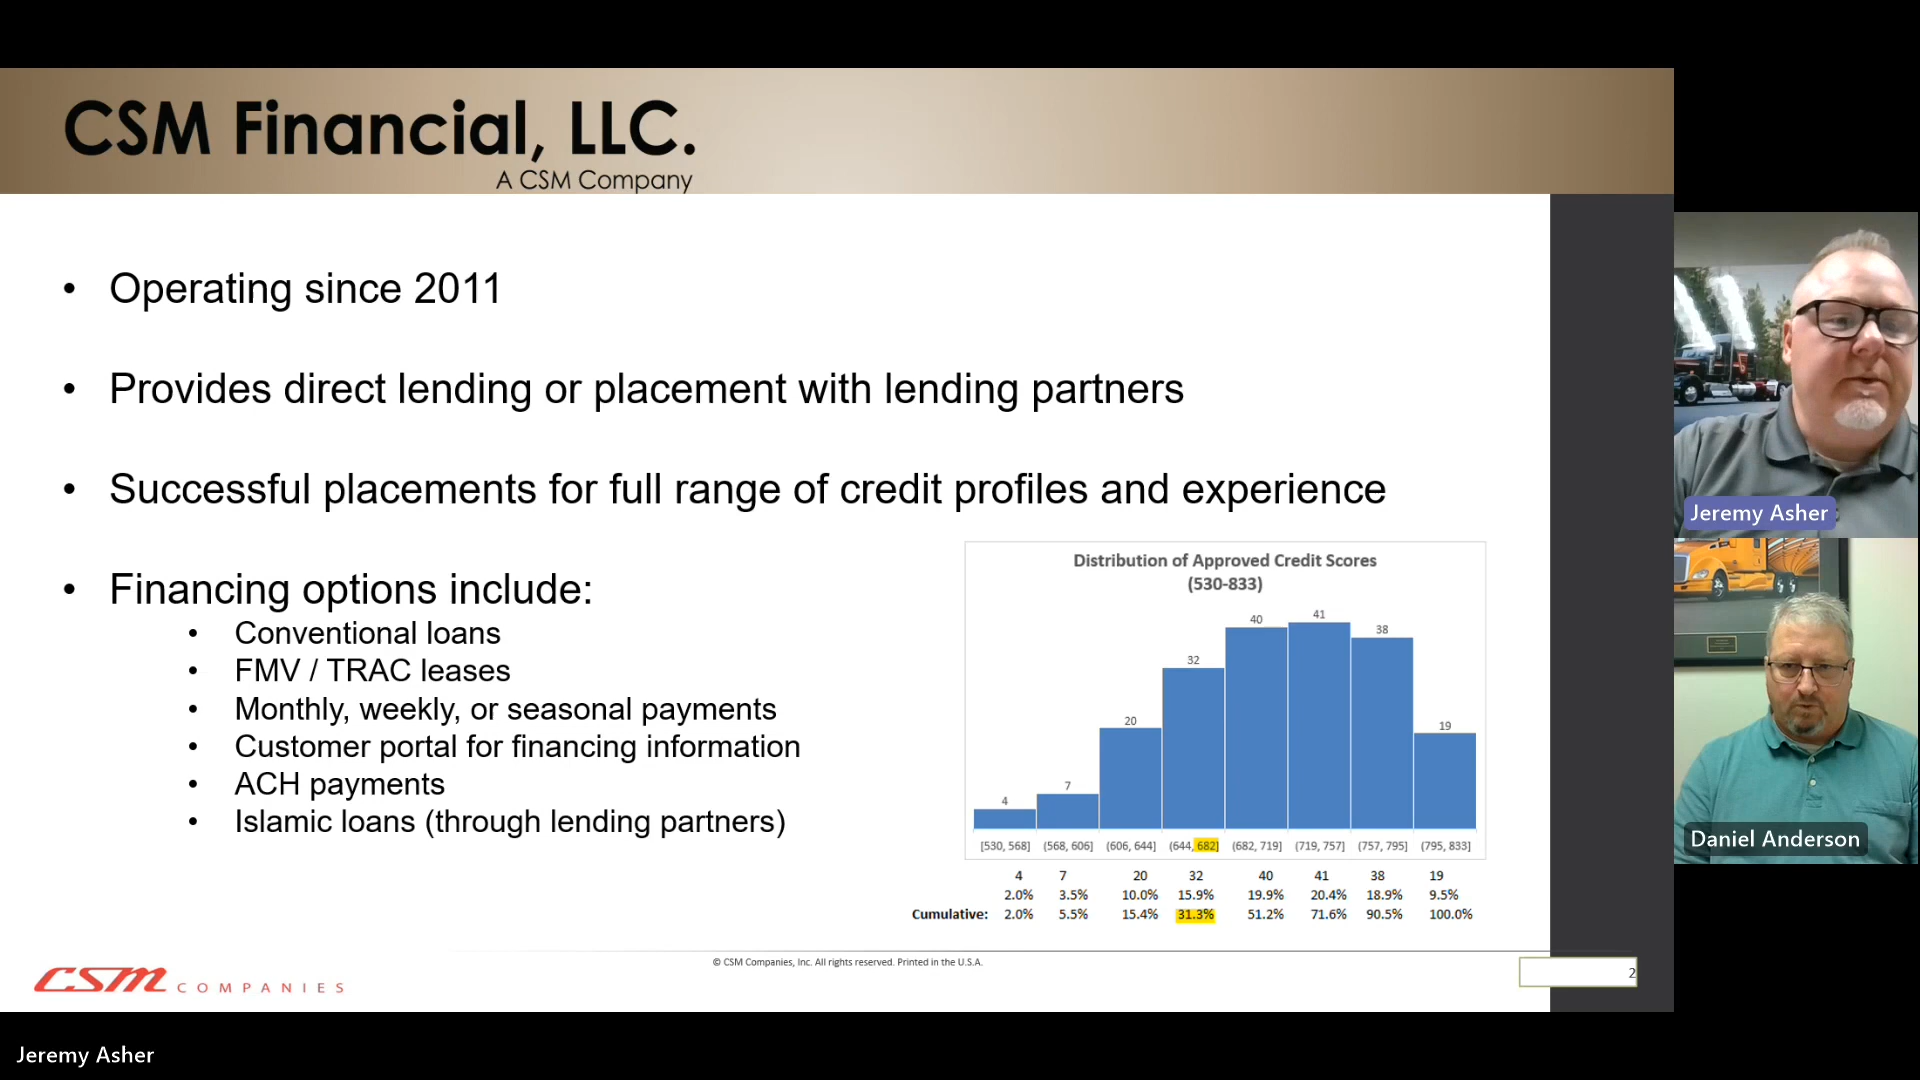 CSM Financial, LLC.
A CSM Company
• Operating since 2011
• Provides direct lending or placement with lending partners
• Successful placements for full range of credit profiles and experience
• Financing options include:
• Conventional loans
• FMV / TRAC leases
• Monthly, weekly, or seasonal payments
• Customer portal for financing information
• ACH payments
• Islamic loans (through lending partners)
Distribution of Approved Credit Scores
(530-833)
4 7 20 32 40 41 38 19
[530, 568] (568, 606] (606, 644] (644, 682] (682, 719] (719, 757] (757, 795] (795, 833]
4 7 20 32 40 41 38 19
2.0% 3.5% 10.0% 15.9% 19.9% 20.4% 18.9% 9.5%
Cumulative: 2.0% 5.5% 15.4% 31.3% 51.2% 71.6% 90.5% 100.0%
© CSM Companies, Inc. All rights reserved. Printed in the U.S.A.
2
CSM COMPANIES
Jeremy Asher
Daniel Anderson
Jeremy Asher